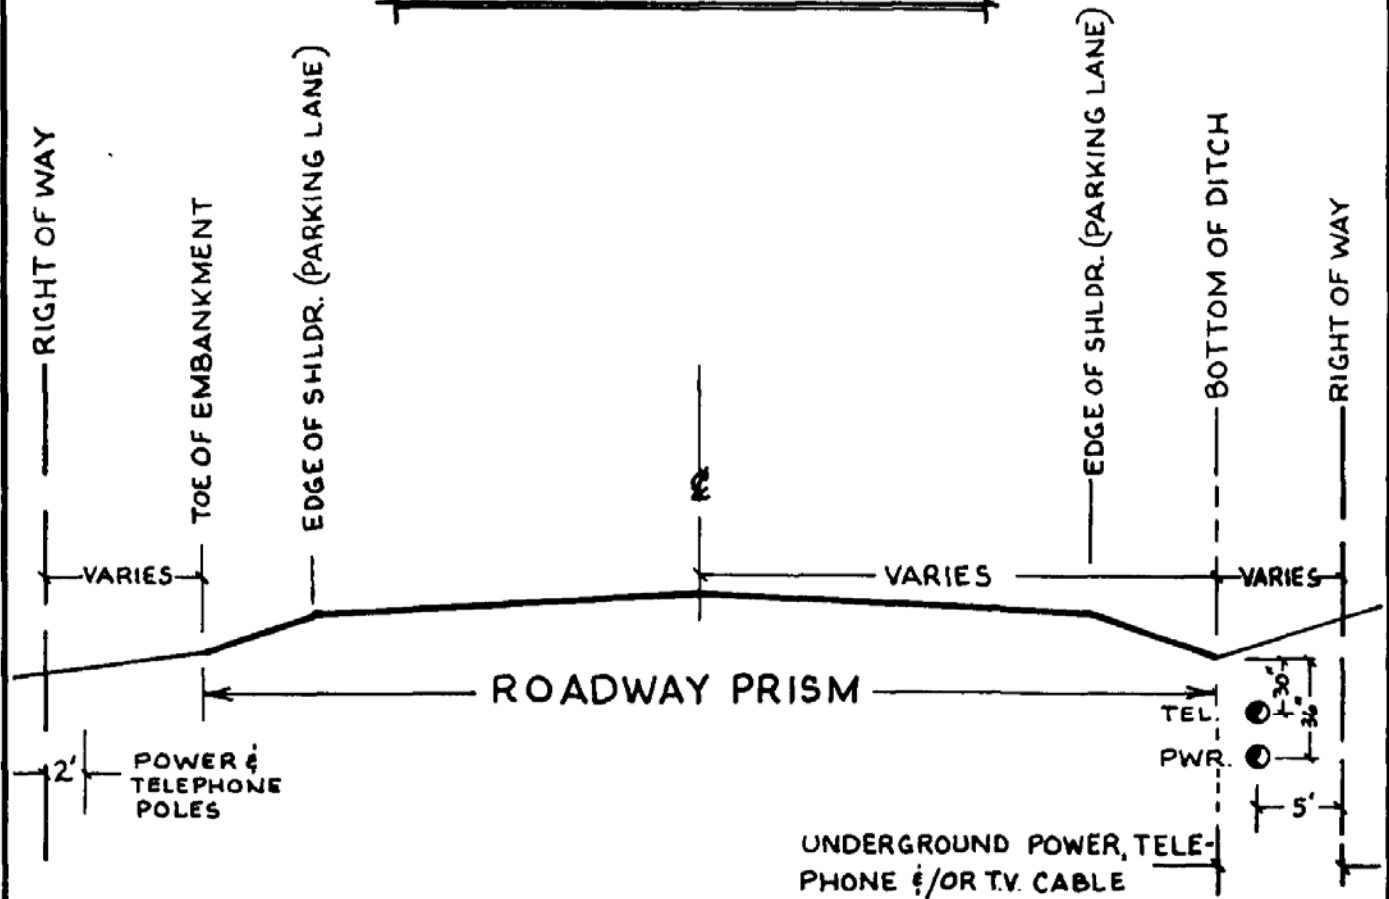 RIGHT OF WAY
TOE OF EMBANKMENT
EDGE OF SHLDR. (PARKING LANE)
EDGE OF SHLDR. (PARKING LANE)
BOTTOM OF DITCH
RIGHT OF WAY
VARIES
VARIES
VARIES
ROADWAY PRISM
30"
36"
TEL.
PWR.
2'
POWER &
TELEPHONE
POLES
5'
UNDERGROUND POWER, TELE-
PHONE &/OR T.V. CABLE